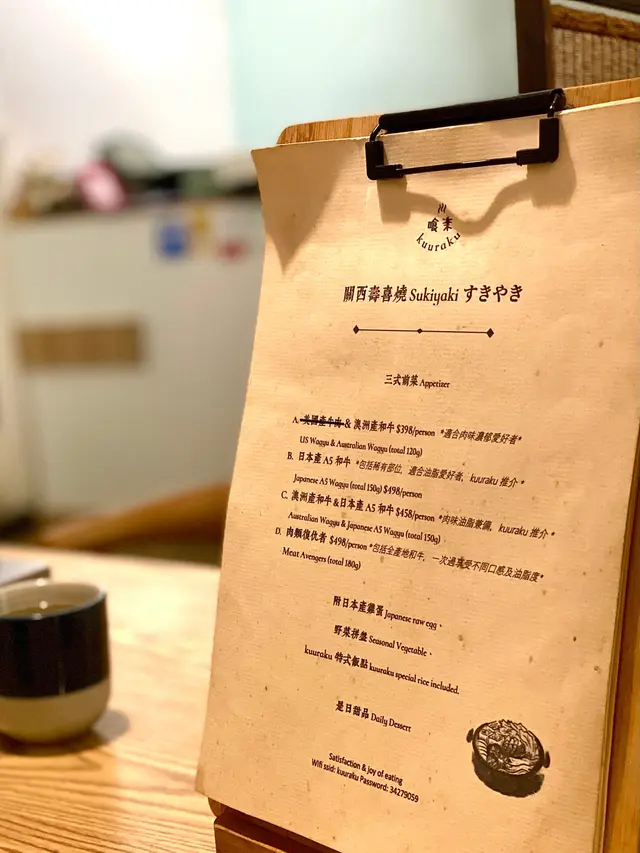 喰楽
kuuraku
關西壽喜燒 Sukiyaki すきやき
三式前菜 Appetizer
A. 美國產牛肉 & 澳洲產和牛 $398/person *適合肉味濃郁愛好者*
US Wagyu & Australian Wagyu (total 120g)
B. 日本產 A5 和牛 *包括稀有部位, 適合油脂愛好者, kuuraku 推介*
Japanese A5 Wagyu (total 150g) $498/person
C. 澳洲產和牛&日本產 A5 和牛 $458/person *肉味油脂兼備, kuuraku 推介*
Australian Wagyu & Japanese A5 Wagyu (total 150g)
D. 肉類復仇者 $498/person *包括全產地和牛, 一次過享受不同口感及油脂度*
Meat Avengers (total 180g)
附日本產雞蛋 Japanese raw egg、
野菜拼盤 Seasonal Vegetable、
kuuraku 特式飯點 kuuraku special rice included.
是日甜品 Daily Dessert
Satisfaction & joy of eating
Wifi ssid: kuuraku Password: 34279059